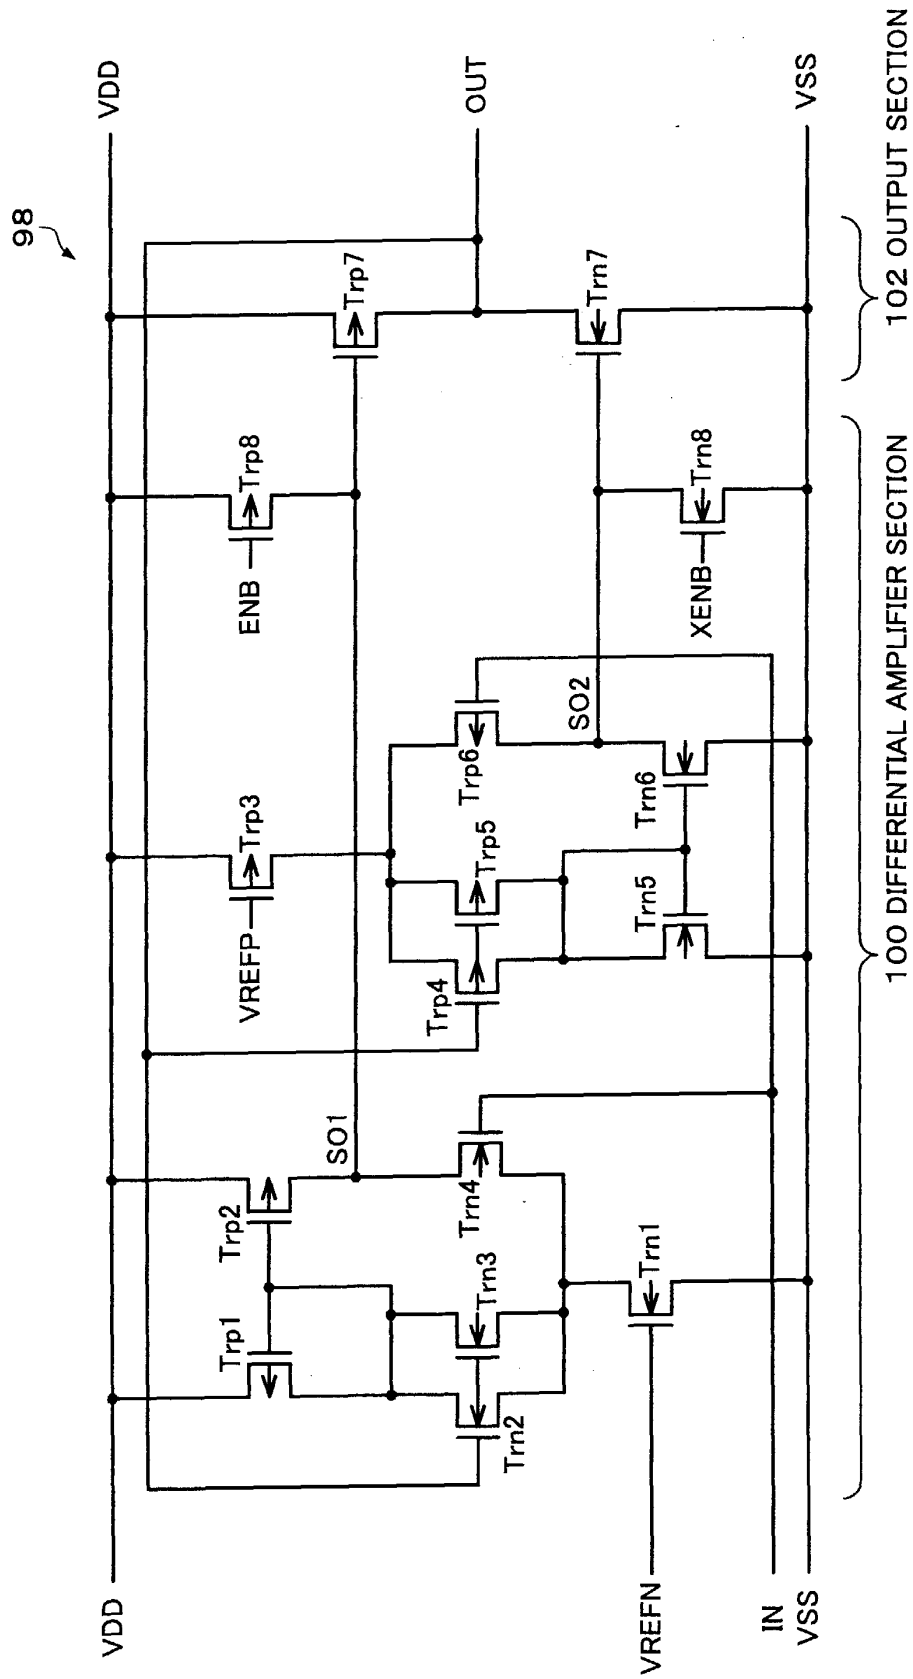 98
VDD
VDD
OUT
VSS
VSS
IN
VREFN
VREFP
ENB
XENB
SO1
SO2
Trp1
Trp2
Trp3
Trp4
Trp5
Trp6
Trp7
Trp8
Trn1
Trn2
Trn3
Trn4
Trn5
Trn6
Trn7
Trn8
100 DIFFERENTIAL AMPLIFIER SECTION
102 OUTPUT SECTION